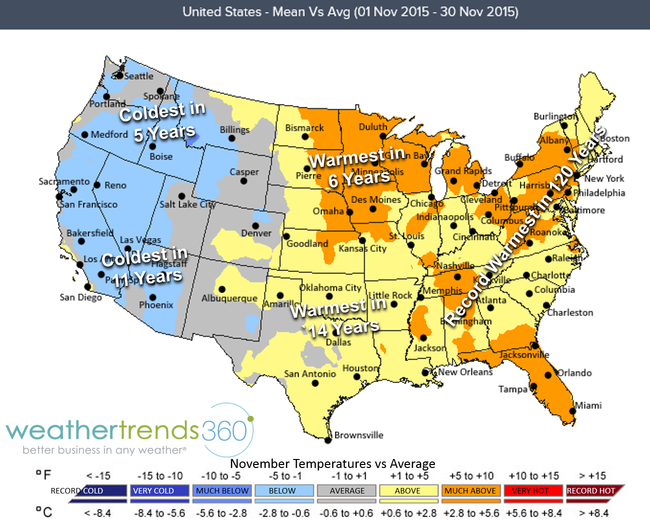 United States - Mean Vs Avg (01 Nov 2015 - 30 Nov 2015)
Seattle
Spokane
Portland
Coldest in
5 Years
Medford
Boise
Billings
Bismarck
Duluth
Warmest in
6 Years
Minneapolis
Pierre
Casper
Burlington
Boston
Albany
Hartford
Buffalo
Grand Rapids
Detroit
New York
Harrisb
Philadelphia
Cleveland
Pittsbu
Baltimore
Sacramento
Reno
San Francisco
Salt Lake City
Omaha
Des Moines
Chicago
Indianapolis
Columbus
Cincinnat
Record Warmest in 120 Years
Roanoke
Raleigh
Denver
Goodland
Kansas City
St. Louis
Bakersfield
Las Vegas
Los
Coldest in
11 Years
Flagstaff
San Diego
Phoenix
Albuquerque
Amaril
Oklahoma City
Little Rock
Warmest in
14 Years
Nashville
Memphis
Charlotte
Columbia
Charleston
Atlanta
Dallas
Jackson
Jacksonville
San Antonio
Houston
New Orleans
Orlando
Tampa
Miami
Brownsville
weathertrends360°
better business in any weather®
November Temperatures vs Average
°F < -15 -15 to -10 -10 to -5 -5 to -1 -1 to +1 +1 to +5 +5 to +10 +10 to +15 > +15
RECORD COLD VERY COLD MUCH BELOW BELOW AVERAGE ABOVE MUCH ABOVE VERY HOT RECORD HOT
°C < -8.4 -8.4 to -5.6 -5.6 to -2.8 -2.8 to -0.6 -0.6 to +0.6 +0.6 to +2.8 +2.8 to +5.6 +5.6 to +8.4 > +8.4